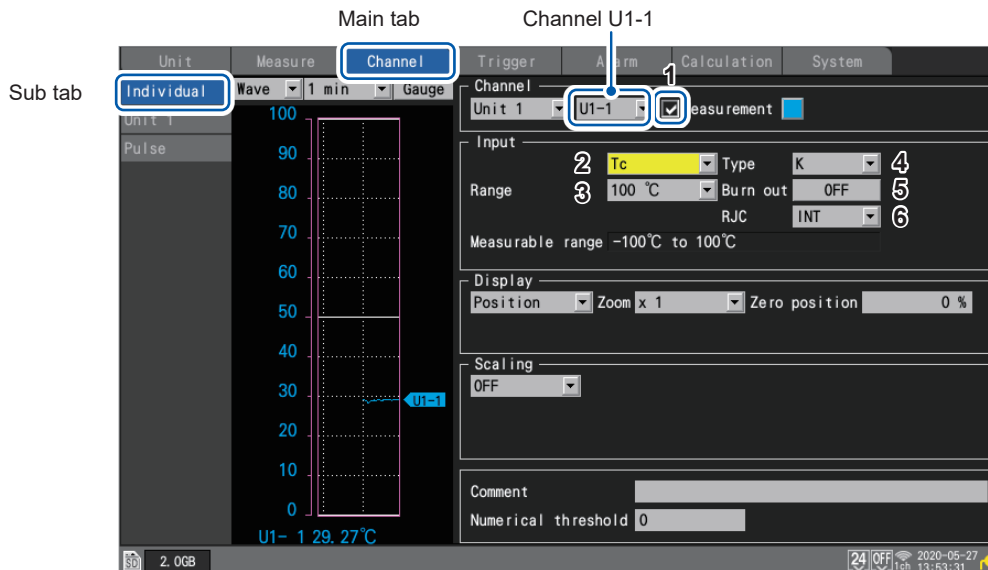 Main tab Channel U1-1
Unit Measure Channel Trigger Alarm Calculation System
Sub tab
Individual Wave 1 min Gauge
Unit 1
Pulse
Channel
Unit 1 U1-1 1 Measurement
Input
2 Tc Type K 4
Range 3 100 °C Burn out OFF 5
RJC INT 6
Measurable range -100°C to 100°C
Display
Position Zoom x 1 Zero position 0 %
Scaling
OFF
100
90
80
70
60
50
40
30 U1-1
20
10
0
U1- 1 29. 27°C
Comment
Numerical threshold 0
SD 2. 0GB
24 OFF 1ch 2020-05-27
13:53:31